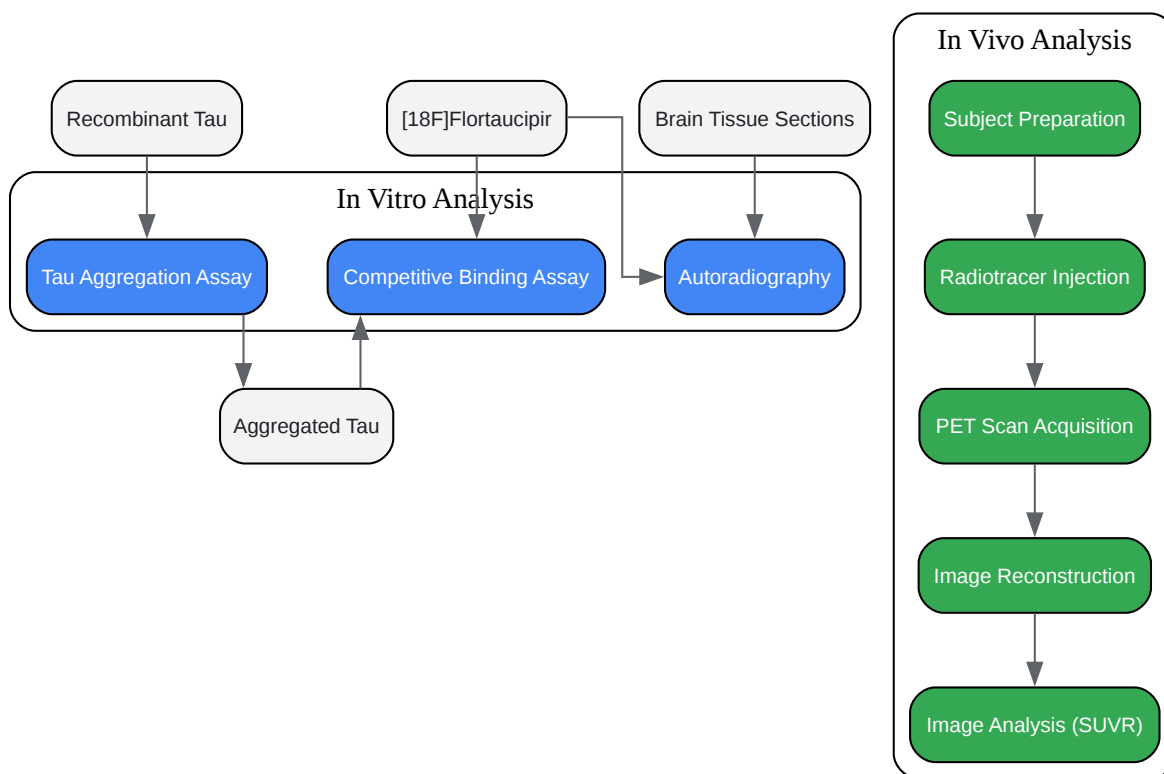 In Vivo Analysis
Recombinant Tau
[18F]Flortaucipir
Brain Tissue Sections
Subject Preparation
In Vitro Analysis
Tau Aggregation Assay
Competitive Binding Assay
Autoradiography
Radiotracer Injection
Aggregated Tau
PET Scan Acquisition
Image Reconstruction
Image Analysis (SUVR)